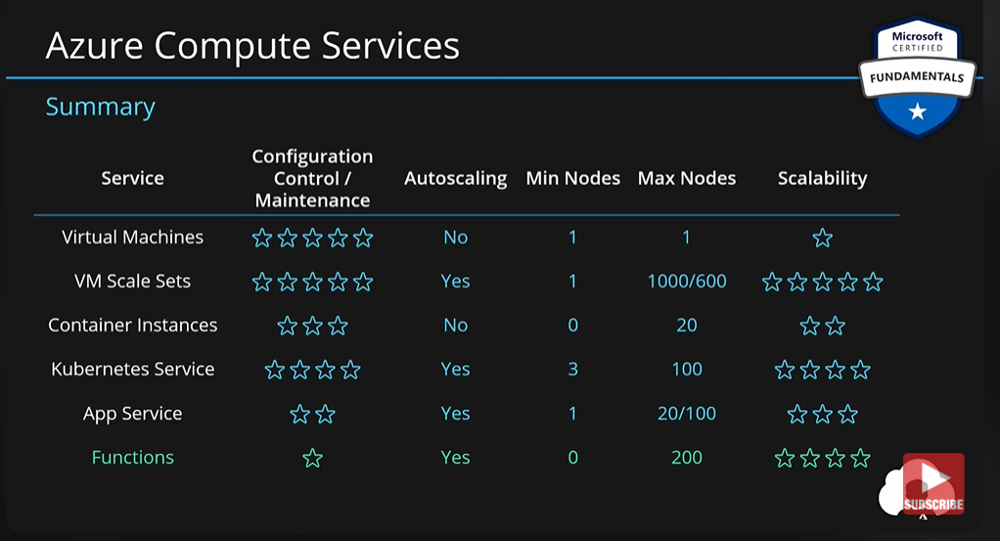 Azure Compute Services
Microsoft
CERTIFIED
FUNDAMENTALS
Summary
Service Configuration Control / Maintenance Autoscaling Min Nodes Max Nodes Scalability
Virtual Machines No 1 1
VM Scale Sets Yes 1 1000/600
Container Instances No 0 20
Kubernetes Service Yes 3 100
App Service Yes 1 20/100
Functions Yes 0 200
SUBSCRIBE